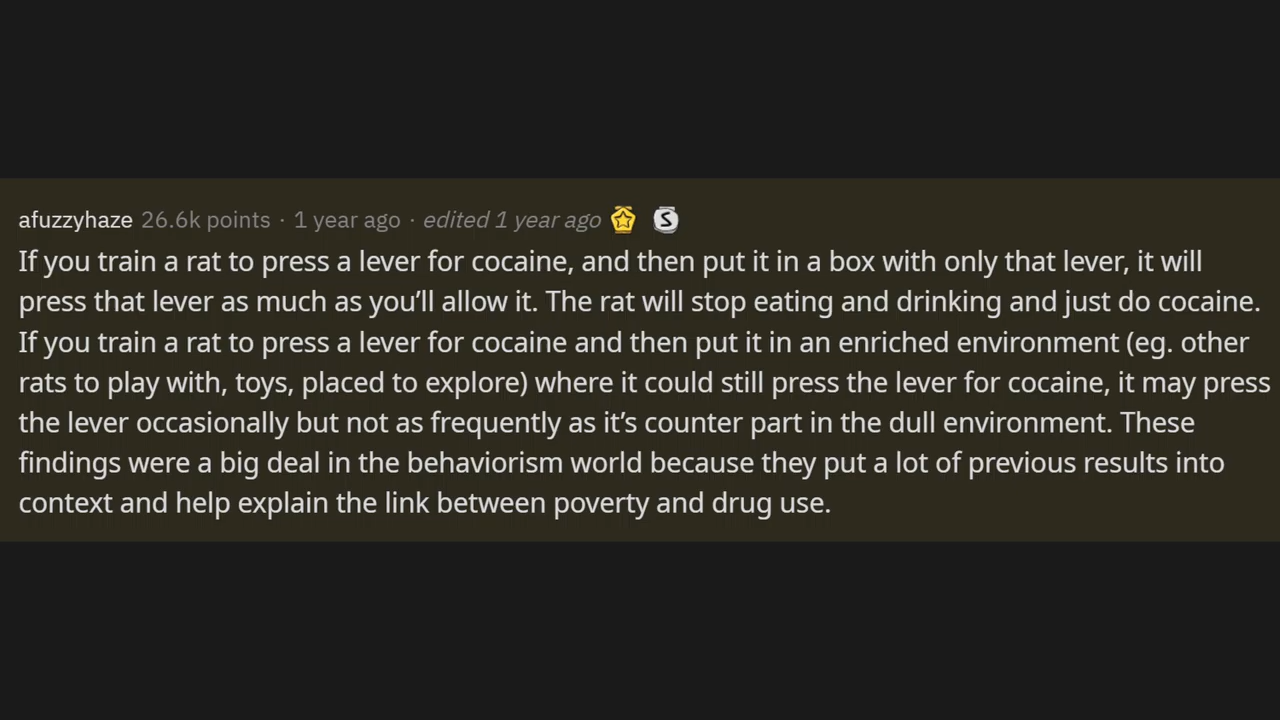 afuzzyhaze 26.6k points · 1 year ago · edited 1 year ago S
If you train a rat to press a lever for cocaine, and then put it in a box with only that lever, it will
press that lever as much as you’ll allow it. The rat will stop eating and drinking and just do cocaine.
If you train a rat to press a lever for cocaine and then put it in an enriched environment (eg. other
rats to play with, toys, placed to explore) where it could still press the lever for cocaine, it may press
the lever occasionally but not as frequently as it’s counter part in the dull environment. These
findings were a big deal in the behaviorism world because they put a lot of previous results into
context and help explain the link between poverty and drug use.